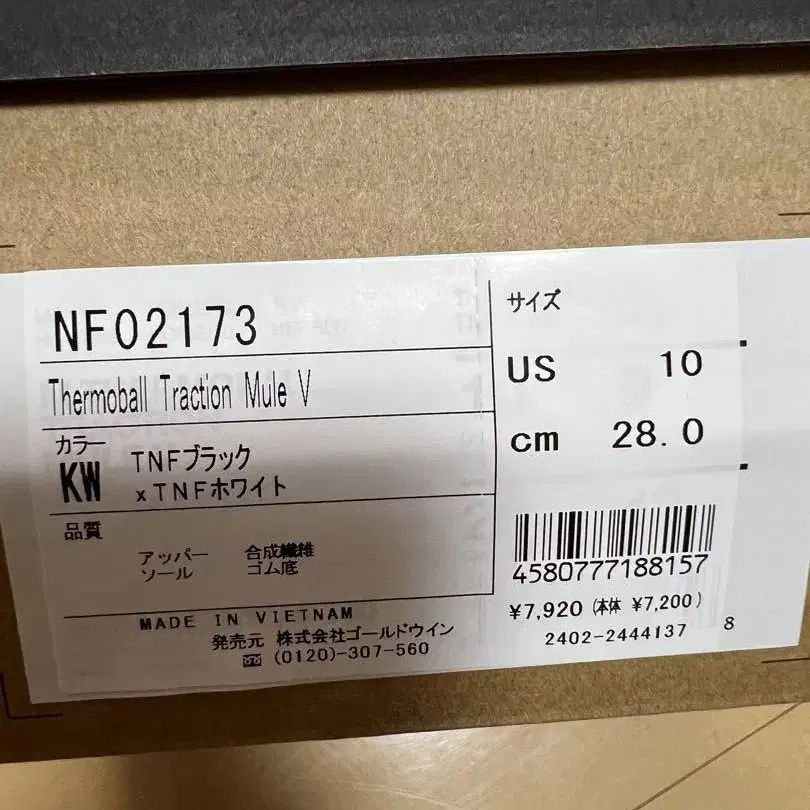 NF02173
Thermoball Traction Mule V
カラー
KW TNFブラック
xTNFホワイト
品質
アッパー 合成繊維
ソール ゴム底
MADE IN VIETNAM
発売元 株式会社ゴールドウイン
(0120)-307-560
サイズ
US 10
cm 28.0
4580777188157
¥7,920 (本体 ¥7,200)
2402-2444137 8